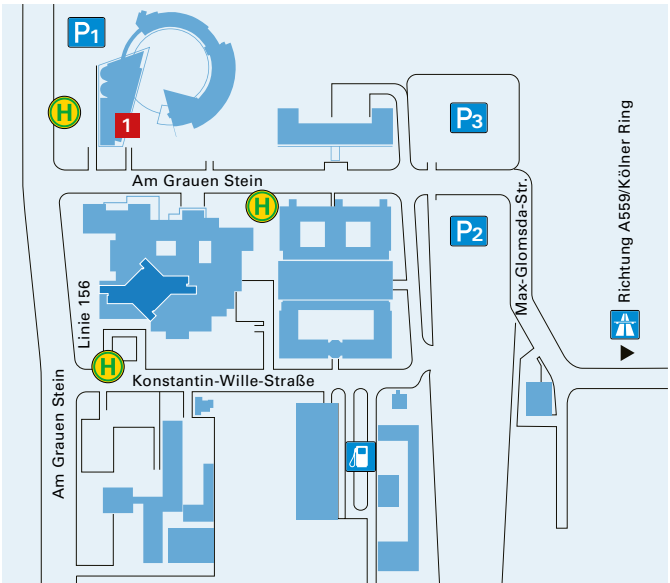 P1
H
1
P3
Am Grauen Stein
H
P2
Max-Glomsda-Str.
Richtung A559/Kölner Ring
Linie 156
H
Konstantin-Wille-Straße
Am Grauen Stein